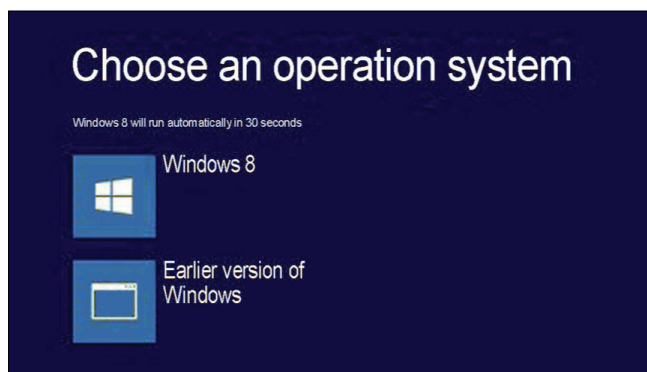 Choose an operation system
Windows 8 will run automatically in 30 seconds
Windows 8
Earlier version of
Windows